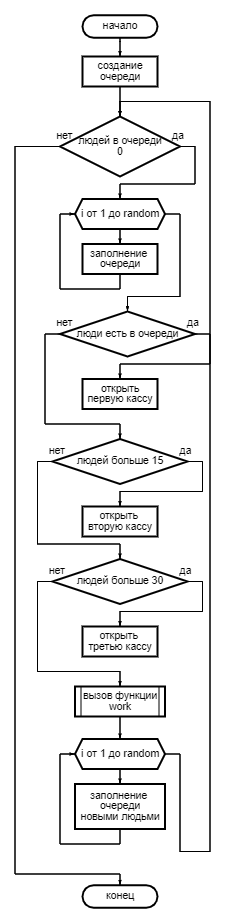 начало
создание
очереди
нет
да
людей в очереди
0
i от 1 до random
заполнение
очереди
нет
да
люди есть в очереди
открыть
первую кассу
нет
да
людей больше 15
открыть
вторую кассу
нет
да
людей больше 30
открыть
третью кассу
вызов функции
work
i от 1 до random
заполнение
очереди
новыми людьми
конец